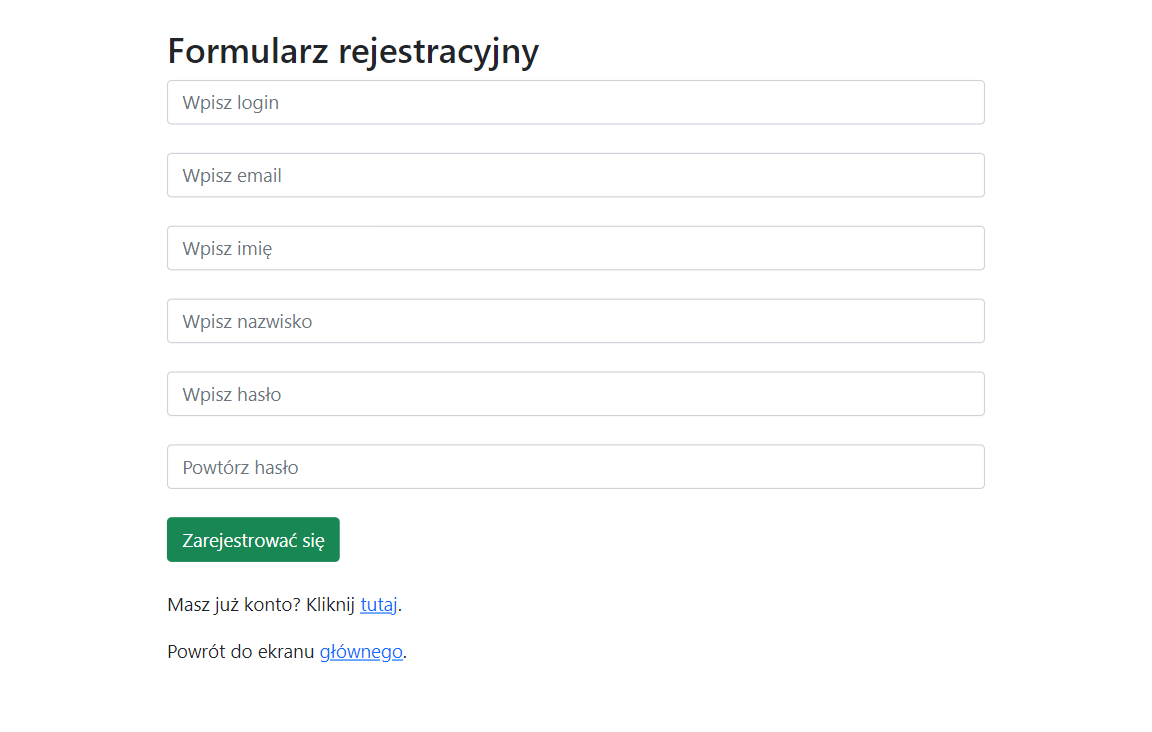 Formularz rejestracyjny
Wpisz login
Wpisz email
Wpisz imię
Wpisz nazwisko
Wpisz hasło
Powtórz hasło
Zarejestrować się
Masz już konto? Kliknij tutaj.
Powrót do ekranu głównego.